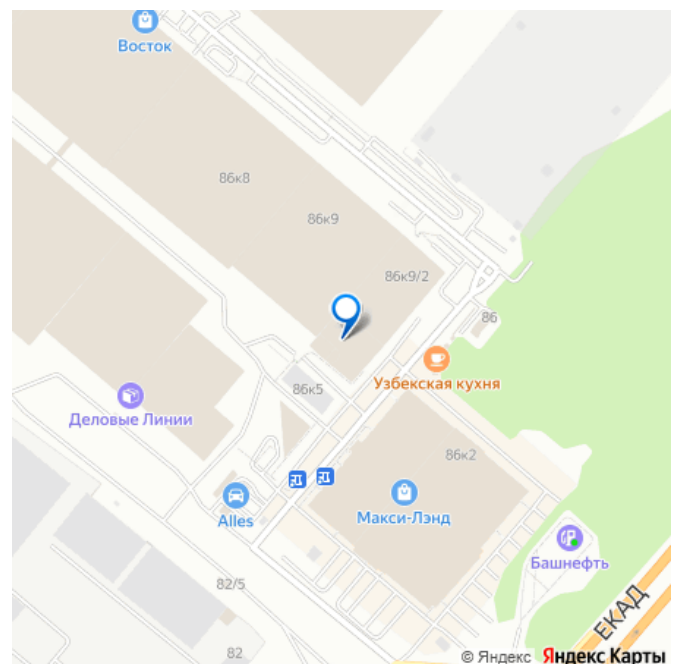 Восток
86к8
86к9
86к9/2
86
Узбекская кухня
86к5
Деловые Линии
86к2
Макси-Лэнд
Alles
Башнефть
82/5
ЕКАД
82
© Яндекс Яндекс Карты